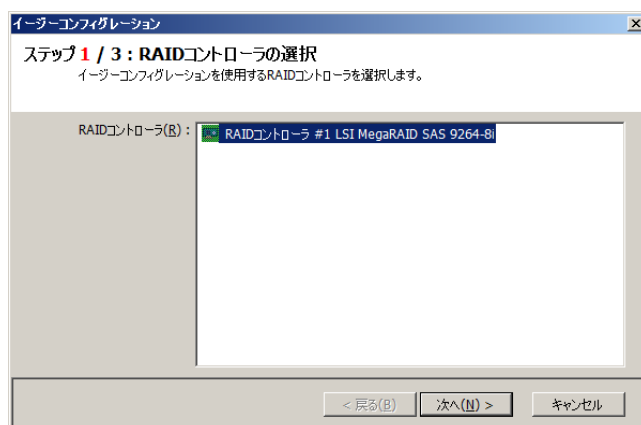 イージーコンフィグレーション
ステップ 1 / 3 : RAIDコントローラの選択
イージーコンフィグレーションを使用するRAIDコントローラを選択します。
RAIDコントローラ(R) : RAIDコントローラ #1 LSI MegaRAID SAS 9264-8i
< 戻る(B) 次へ(N) > キャンセル